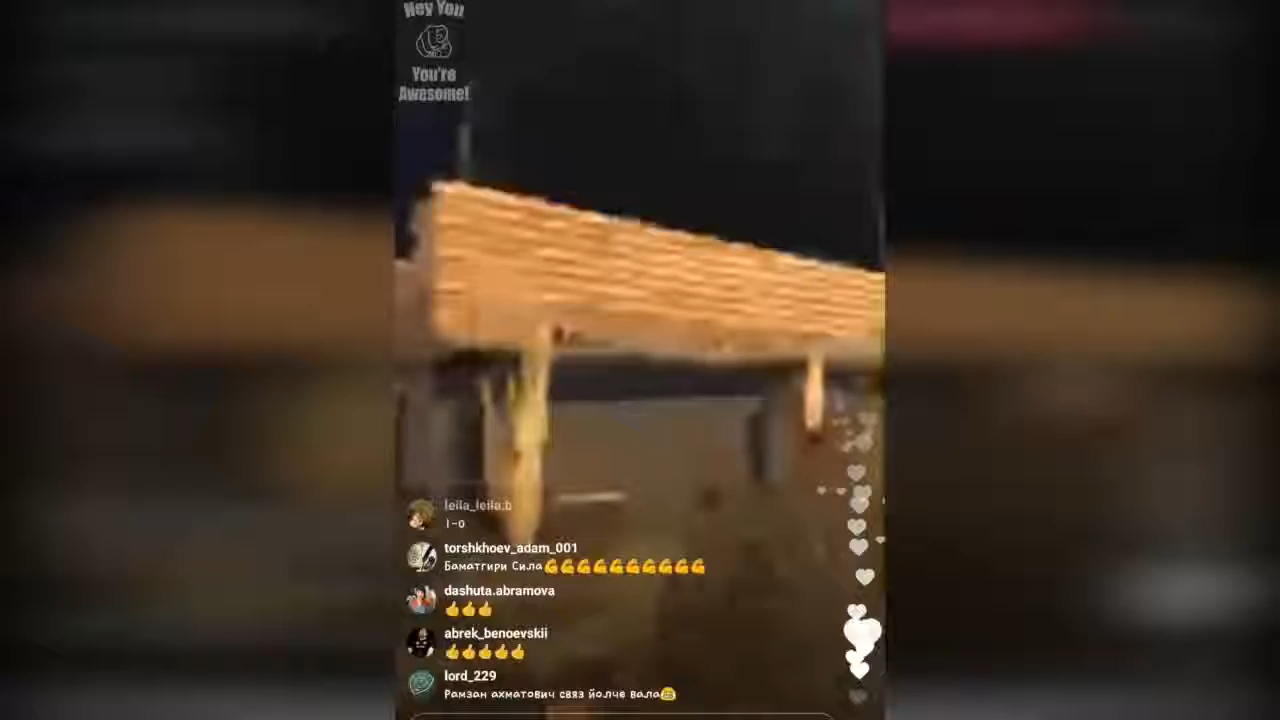 Hey You
You're
Awesome!
leila_leila.b
1-0
torshkhoev_adam_001
Баматгири Сила💪💪💪💪💪💪💪💪💪💪
dashuta.abramova
👍👍👍
abrek_benoevskii
👍👍👍👍👍
lord_229
Рамзан ахматович связ йолче вала😂